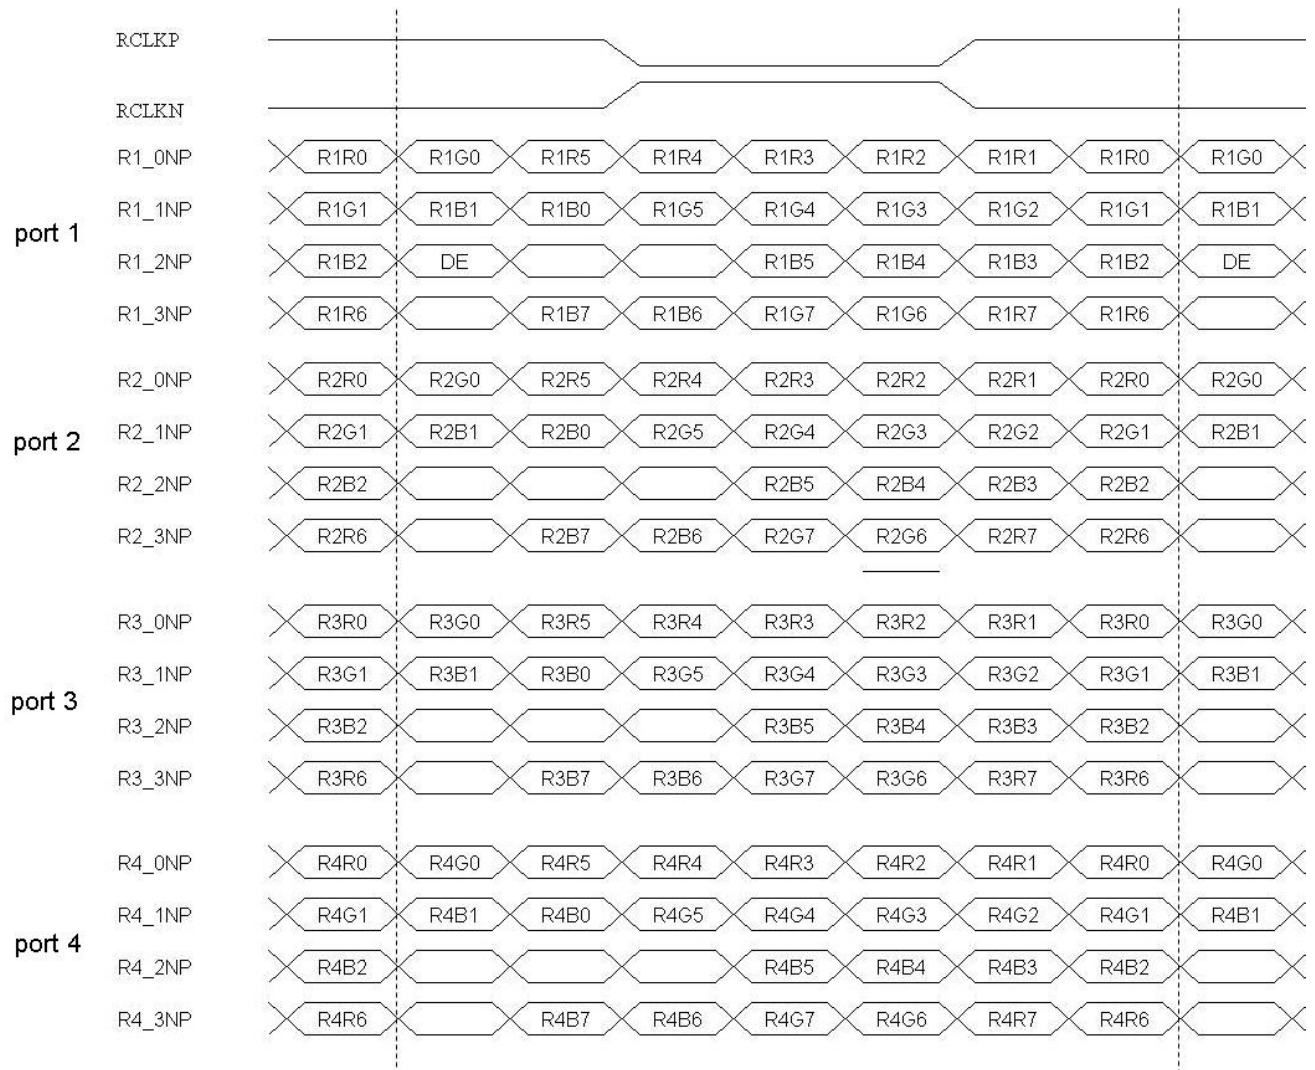 RCLKP
RCLKN
R1_0NP R1R0 R1G0 R1R5 R1R4 R1R3 R1R2 R1R1 R1R0 R1G0
R1_1NP R1G1 R1B1 R1B0 R1G5 R1G4 R1G3 R1G2 R1G1 R1B1
port 1
R1_2NP R1B2 DE R1B5 R1B4 R1B3 R1B2 DE
R1_3NP R1R6 R1B7 R1B6 R1G7 R1G6 R1R7 R1R6
R2_0NP R2R0 R2G0 R2R5 R2R4 R2R3 R2R2 R2R1 R2R0 R2G0
R2_1NP R2G1 R2B1 R2B0 R2G5 R2G4 R2G3 R2G2 R2G1 R2B1
port 2
R2_2NP R2B2 R2B5 R2B4 R2B3 R2B2
R2_3NP R2R6 R2B7 R2B6 R2G7 R2G6 R2R7 R2R6
R3_0NP R3R0 R3G0 R3R5 R3R4 R3R3 R3R2 R3R1 R3R0 R3G0
R3_1NP R3G1 R3B1 R3B0 R3G5 R3G4 R3G3 R3G2 R3G1 R3B1
port 3
R3_2NP R3B2 R3B5 R3B4 R3B3 R3B2
R3_3NP R3R6 R3B7 R3B6 R3G7 R3G6 R3R7 R3R6
R4_0NP R4R0 R4G0 R4R5 R4R4 R4R3 R4R2 R4R1 R4R0 R4G0
R4_1NP R4G1 R4B1 R4B0 R4G5 R4G4 R4G3 R4G2 R4G1 R4B1
port 4
R4_2NP R4B2 R4B5 R4B4 R4B3 R4B2
R4_3NP R4R6 R4B7 R4B6 R4G7 R4G6 R4R7 R4R6